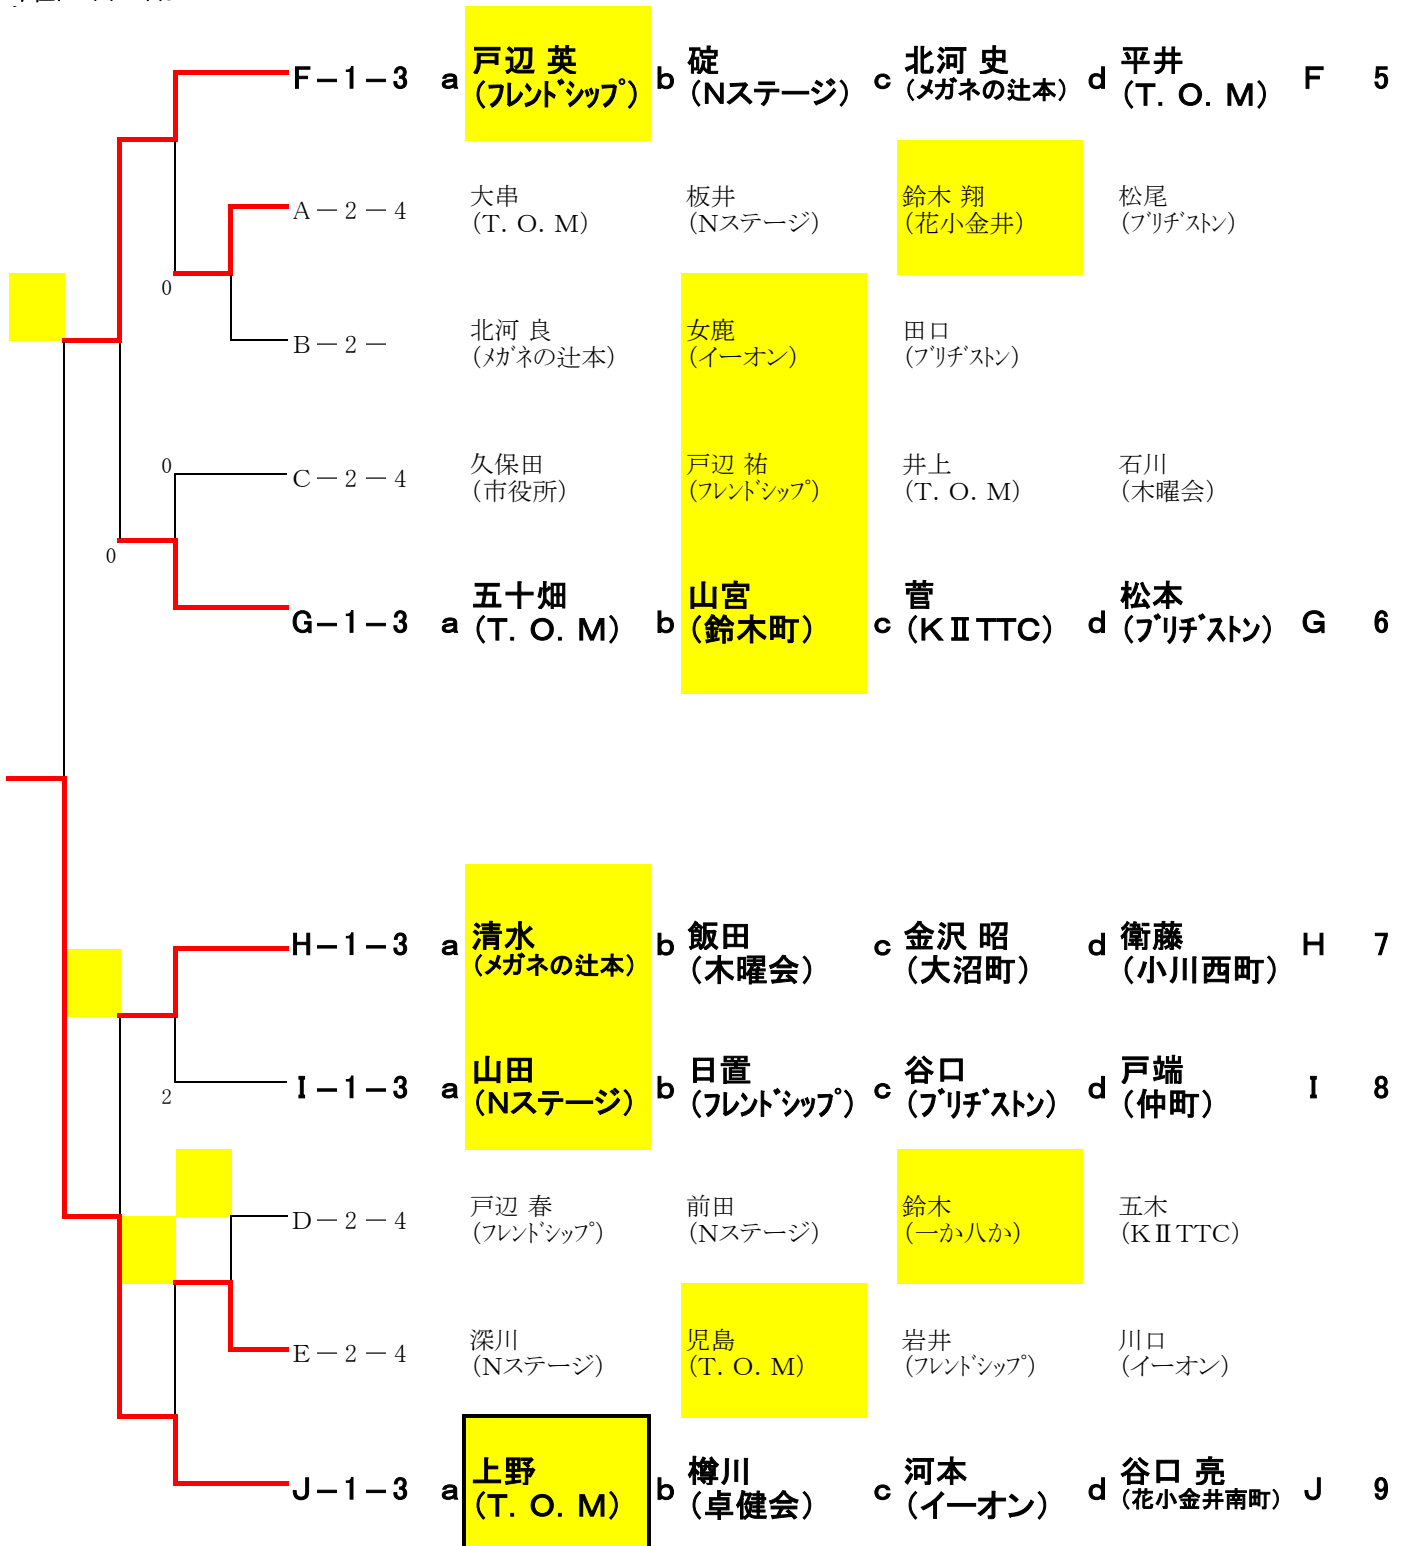 F－1－3 a 戸辺 英 b 碇 c 北河 史 d 平井 F 5
（フレンドシップ） （Nステージ） （メガネの辻本） （T．O．M）
A－2－4 大串 板井 鈴木 翔 松尾
（T．O．M） （Nステージ） （花小金井） （ブリヂストン）
0
B－2－ 北河 良 女鹿 田口
（メガネの辻本） （イーオン） （ブリヂストン）
0
C－2－4 久保田 戸辺 祐 井上 石川
（市役所） （フレンドシップ） （T．O．M） （木曜会）
0
G－1－3 a 五十畑 b 山宮 c 菅 d 松本 G 6
（T．O．M） （鈴木町） （KⅡTTC） （ブリヂストン）
H－1－3 a 清水 b 飯田 c 金沢 昭 d 衛藤 H 7
（メガネの辻本） （木曜会） （大沼町） （小川西町）
I－1－3 a 山田 b 日置 c 谷口 d 戸端 I 8
（Nステージ） （フレンドシップ） （ブリヂストン） （仲町）
2
D－2－4 戸辺 春 前田 鈴木 五木
（フレンドシップ） （Nステージ） （一か八か） （KⅡTTC）
E－2－4 深川 児島 岩井 川口
（Nステージ） （T．O．M） （フレンドシップ） （イーオン）
J－1－3 a 上野 b 樽川 c 河本 d 谷口 亮 J 9
（T．O．M） （卓健会） （イーオン） （花小金井南町）